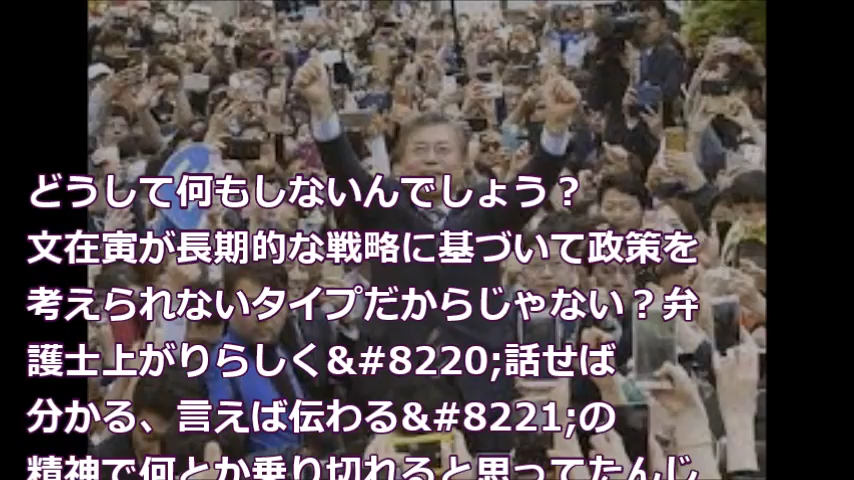 どうして何もしないんでしょう？
文在寅が長期的な戦略に基づいて政策を
考えられないタイプだからじゃない？弁
護士上がりらしく&#8220;話せば
分かる、言えば伝わる&#8221;の
精神で何とか乗り切れると思ってたんじ